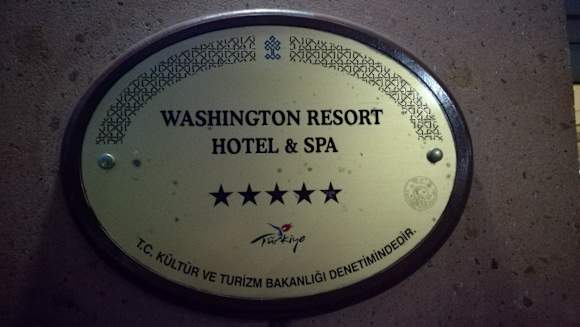 WASHINGTON RESORT
HOTEL & SPA
Türkiye
T.C. KÜLTÜR VE TURİZM BAKANLIĞI DENETİMİNDEDİR.